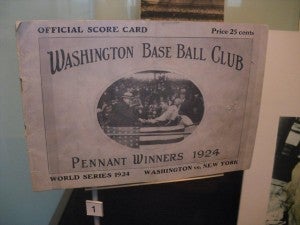 OFFICIAL SCORE CARD Price 25 cents
WASHINGTON BASE BALL CLUB
PENNANT WINNERS 1924
WORLD SERIES 1924 WASHINGTON vs. NEW YORK
1